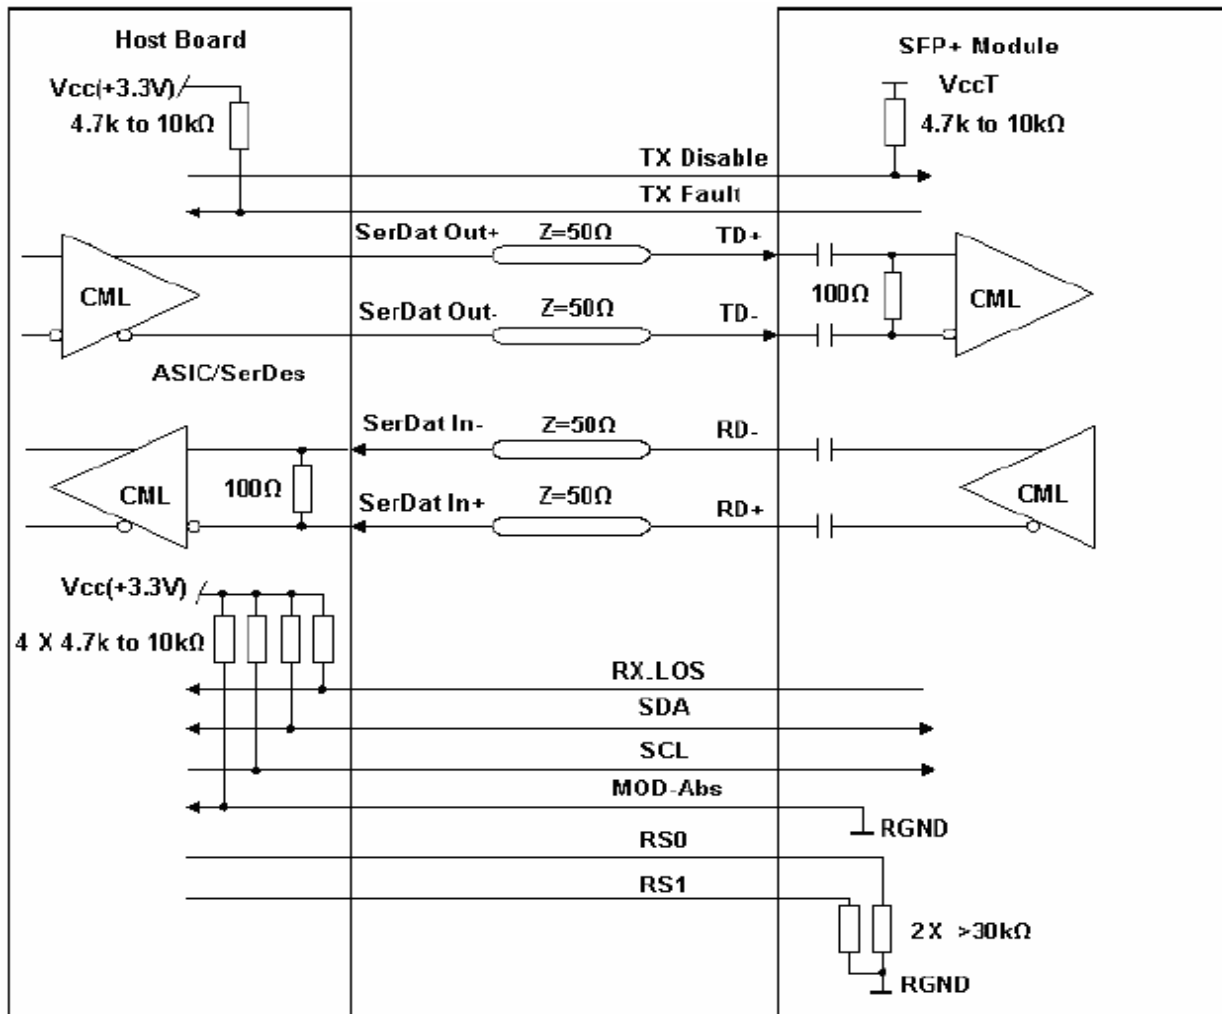 Host Board
SFP+ Module
Vcc(+3.3V)
4.7k to 10kΩ
VccT
4.7k to 10kΩ
TX Disable
TX Fault
SerDat Out+
Z=50Ω
TD+
CML
100Ω
CML
SerDat Out-
Z=50Ω
TD-
ASIC/SerDes
SerDat In-
Z=50Ω
RD-
CML
100Ω
SerDat In+
Z=50Ω
RD+
CML
Vcc(+3.3V)
4 X 4.7k to 10kΩ
RX_LOS
SDA
SCL
MOD-Abs
RGND
RS0
RS1
2X >30kΩ
RGND